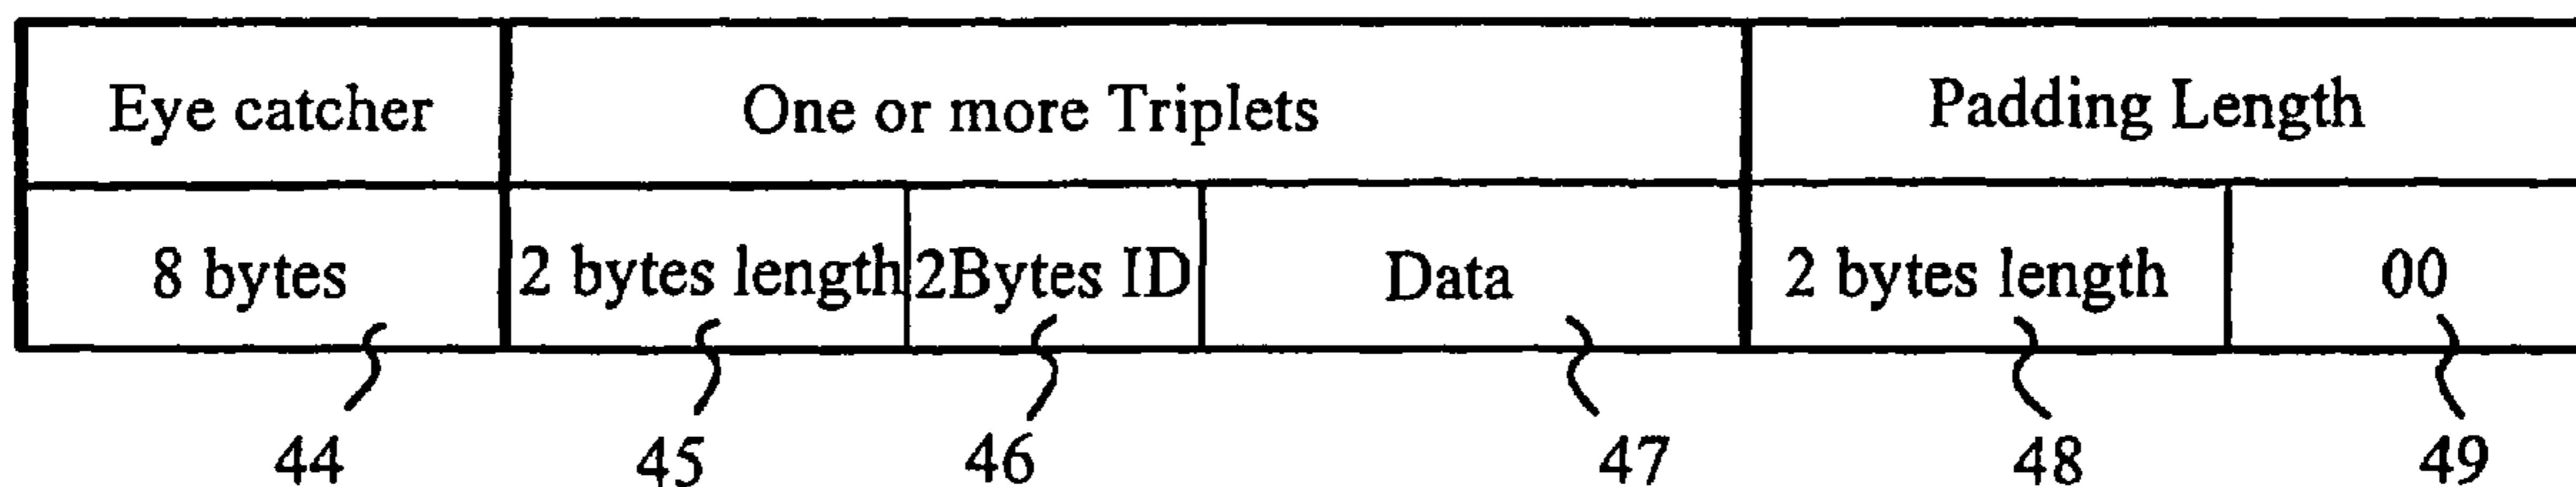 Eye catcher One or more Triplets Padding Length
8 bytes 2 bytes length 2Bytes ID Data 2 bytes length 00
44 45 46 47 48 49